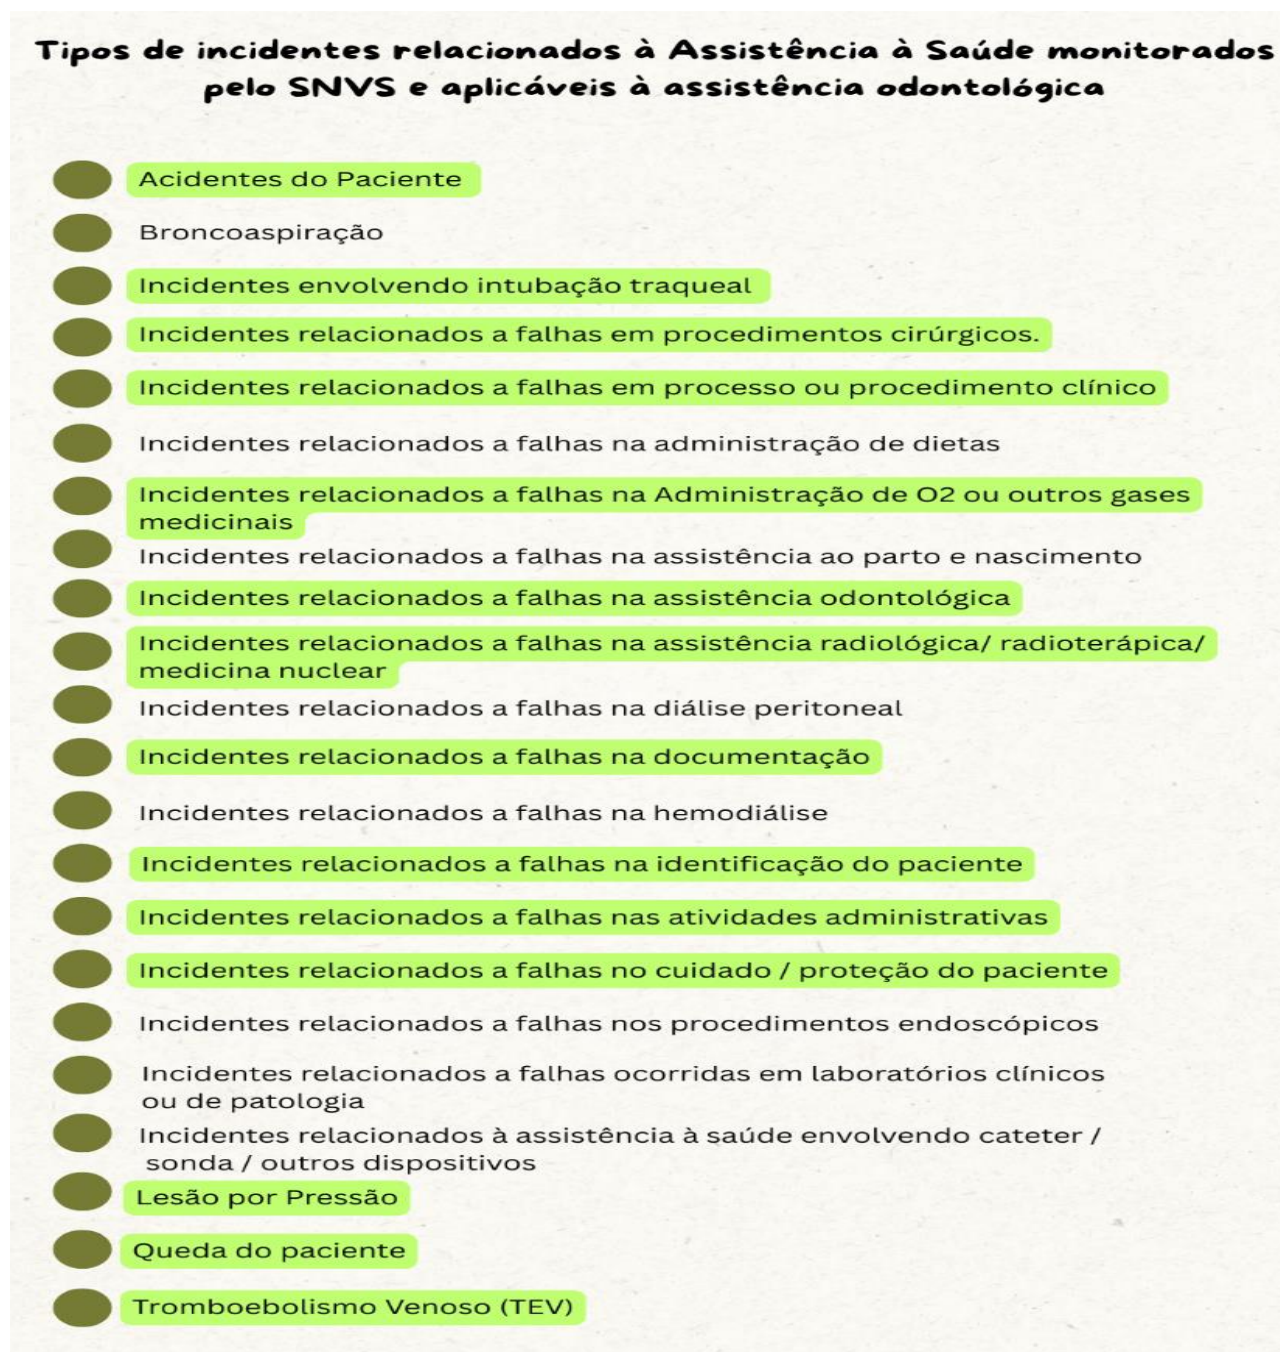 Tipos de incidentes relacionados à Assistência à Saúde monitorados
pelo SNVS e aplicáveis à assistência odontológica
Acidentes do Paciente
Broncoaspiração
Incidentes envolvendo intubação traqueal
Incidentes relacionados a falhas em procedimentos cirúrgicos.
Incidentes relacionados a falhas em processo ou procedimento clínico
Incidentes relacionados a falhas na administração de dietas
Incidentes relacionados a falhas na Administração de O2 ou outros gases
medicinais
Incidentes relacionados a falhas na assistência ao parto e nascimento
Incidentes relacionados a falhas na assistência odontológica
Incidentes relacionados a falhas na assistência radiológica/ radioterápica/
medicina nuclear
Incidentes relacionados a falhas na diálise peritoneal
Incidentes relacionados a falhas na documentação
Incidentes relacionados a falhas na hemodiálise
Incidentes relacionados a falhas na identificação do paciente
Incidentes relacionados a falhas nas atividades administrativas
Incidentes relacionados a falhas no cuidado / proteção do paciente
Incidentes relacionados a falhas nos procedimentos endoscópicos
Incidentes relacionados a falhas ocorridas em laboratórios clínicos
ou de patologia
Incidentes relacionados à assistência à saúde envolvendo cateter /
sonda / outros dispositivos
Lesão por Pressão
Queda do paciente
Tromboebolismo Venoso (TEV)